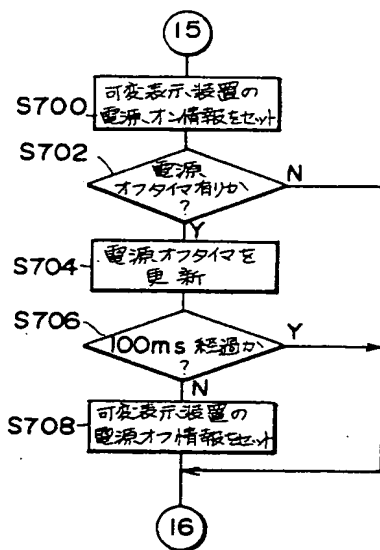 15
S700
可変表示装置の
電源オン情報をセット
S702
電源
オフタイマ有りか
?
N
Y
S704
電源オフタイマを
更新
S706
100ms経過か
?
Y
N
S708
可変表示装置の
電源オフ情報をセット
16